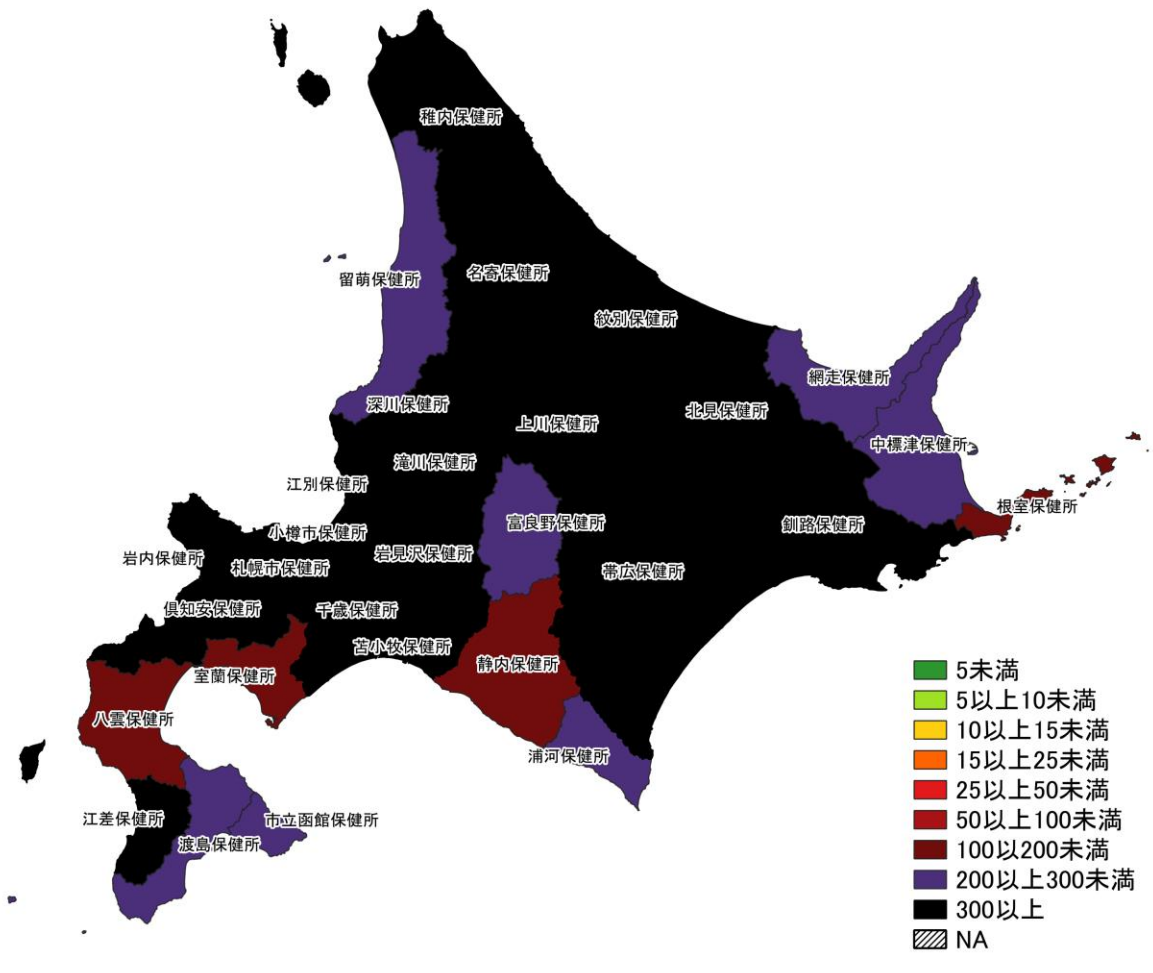 稚内保健所
名寄保健所
留萌保健所
紋別保健所
網走保健所
深川保健所
北見保健所
上川保健所
中標津保健所
滝川保健所
江別保健所
根室保健所
富良野保健所
釧路保健所
小樽市保健所
岩見沢保健所
岩内保健所
札幌市保健所
帯広保健所
倶知安保健所
千歳保健所
苫小牧保健所
静内保健所
室蘭保健所
八雲保健所
浦河保健所
江差保健所
市立函館保健所
渡島保健所
5未満
5以上10未満
10以上15未満
15以上25未満
25以上50未満
50以上100未満
100以200未満
200以上300未満
300以上
NA